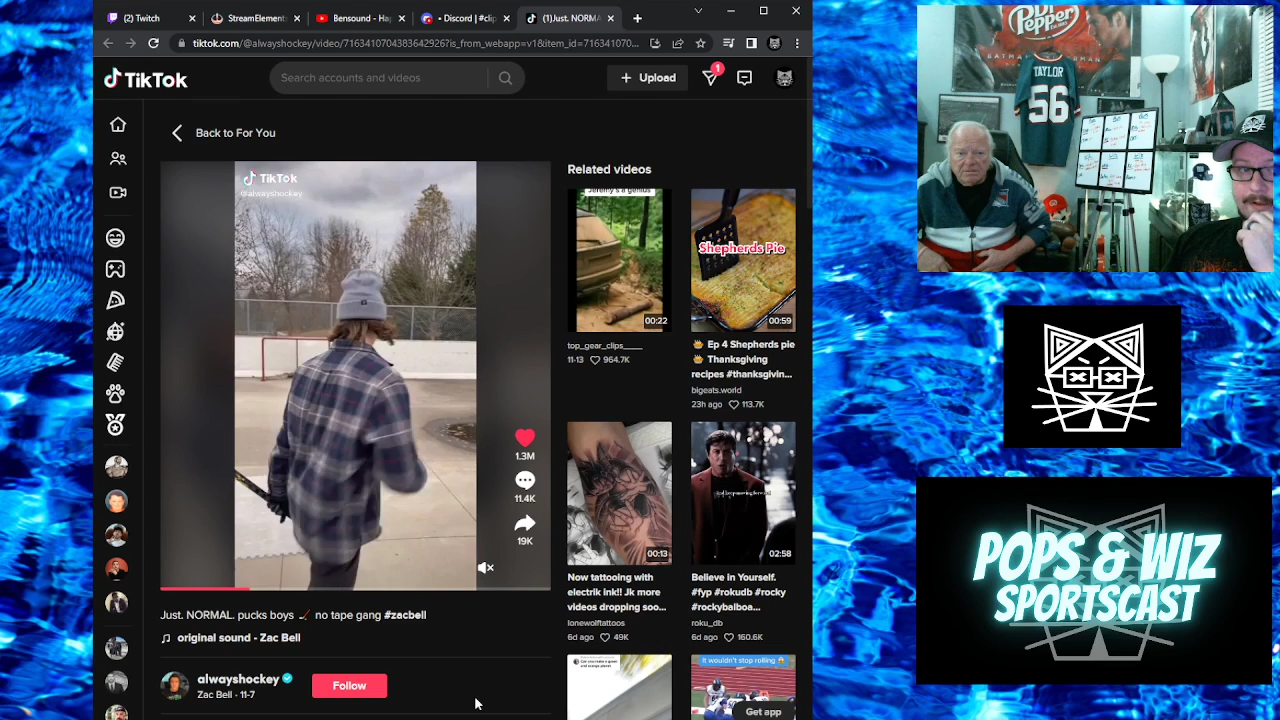 (2) Twitch
StreamElement
Bensound - Ha
• Discord | #clip
(1)Just. NORMA
tiktok.com/@alwayshockey/video/7163410704383642926?is_from_webapp=v1&item_id=716341070...
TikTok
Search accounts and videos
Upload
1
Back to For You
TikTok
@alwayshockey
1.3M
11.4K
19K
Just. NORMAL. pucks boys 🏒 no tape gang #zacbell
original sound - Zac Bell
alwayshockey
Zac Bell · 11-7
Follow
Related videos
Jeremy's a genius
00:22
top_gear_clips____
11-13 964.7K
Shepherds Pie
00:59
Ep 4 Shepherds pie
Thanksgiving
recipes #thanksgivin...
bigeats.world
23h ago 113.7K
00:13
Now tattooing with
electrik ink!! Jk more
videos dropping soo...
lonewolftattoos
6d ago 49K
02:58
Believe In Yourself.
#fyp #rokudb #rocky
#rockybalboa...
roku_db
6d ago 160.6K
It wouldn't stop rolling
Get app
Dr Pepper
TAYLOR
56
POPS & WIZ
SPORTSCAST